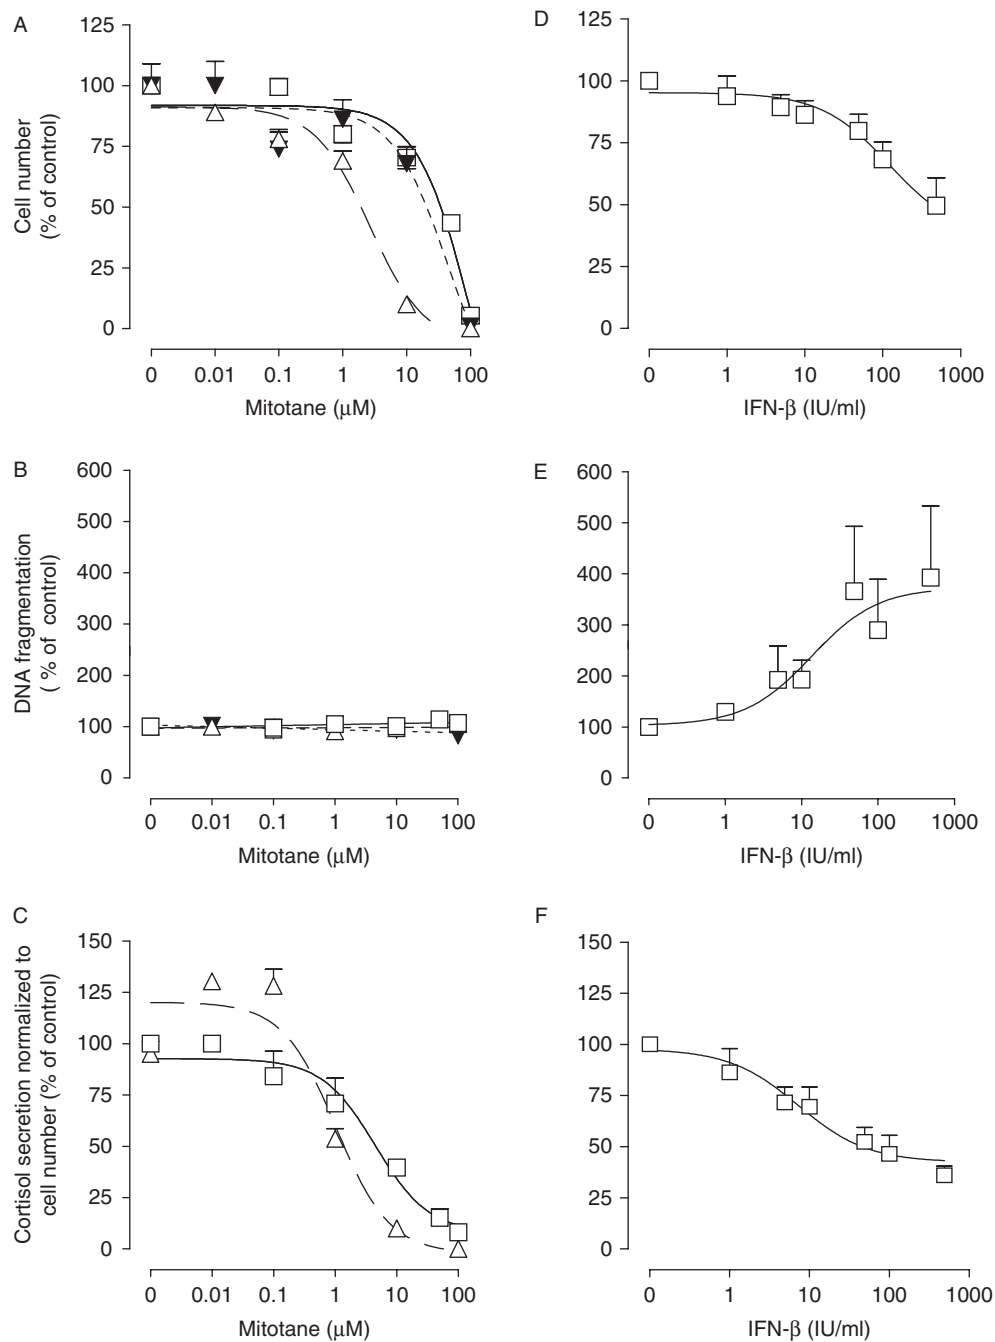 A
125
100
75
50
25
0
Cell number
(% of control)
0 0.01 0.1 1 10 100
Mitotane (μM)
D
125
100
75
50
25
0
0 1 10 100 1000
IFN-β (IU/ml)
B
600
500
400
300
200
100
0
DNA fragmentation
( % of control)
0 0.01 0.1 1 10 100
Mitotane (μM)
E
600
500
400
300
200
100
0
0 1 10 100 1000
IFN-β (IU/ml)
C
150
125
100
75
50
25
0
Cortisol secretion normalized to
cell number (% of control)
0 0.01 0.1 1 10 100
Mitotane (μM)
F
150
125
100
75
50
25
0
0 1 10 100 1000
IFN-β (IU/ml)